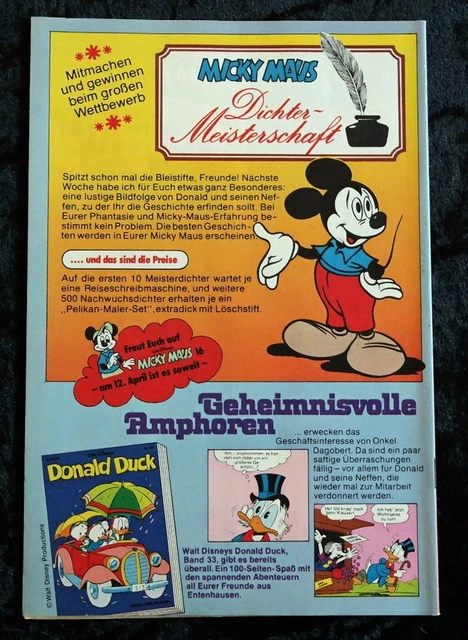 Mitmachen
und gewinnen
beim großen
Wettbewerb
MICKY MAUS
Dichter-
Meisterschaft
Spitzt schon mal die Bleistifte, Freunde! Nächste
Woche habe ich für Euch etwas ganz Besonderes:
eine lustige Bildfolge von Donald und seinen Nef-
fen, zu der Ihr die Geschichte erfinden sollt. Bei
Eurer Phantasie und Micky-Maus-Erfahrung be-
stimmt kein Problem. Die besten Geschich-
ten werden in Eurer Micky Maus erscheinen.
.... und das sind die Preise
Auf die ersten 10 Meisterdichter wartet je
eine Reiseschreibmaschine, und weitere
500 Nachwuchsdichter erhalten je ein
„Pelikan-Maler-Set“, extradick mit Löschstift.
Freut Euch auf
MICKY MAUS 16
– am 12. April ist es soweit –
Geheimnisvolle
Amphoren
... erwecken das
Geschäftsinteresse von Onkel
Dagobert. Da sind ein paar
saftige Überraschungen
fällig – vor allem für Donald
und seine Neffen, die
wieder mal zur Mitarbeit
verdonnert werden.
Donald Duck
Walt Disneys Donald Duck,
Band 33, gibt es bereits
überall. Ein 100-Seiten-Spaß mit
den spannenden Abenteuern
all Eurer Freunde aus
Entenhausen.
Ich hab' jetzt
Wichtigeres
zu tun!
© Walt Disney Productions